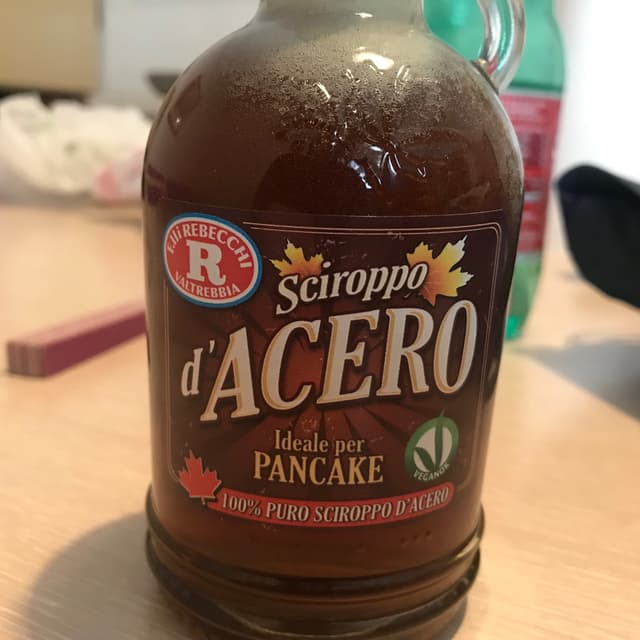 F.lli REBECCHI
R
VALTREBBIA
Sciroppo
d'ACERO
Ideale per
PANCAKE
VEGANOK
100% PURO SCIROPPO D'ACERO